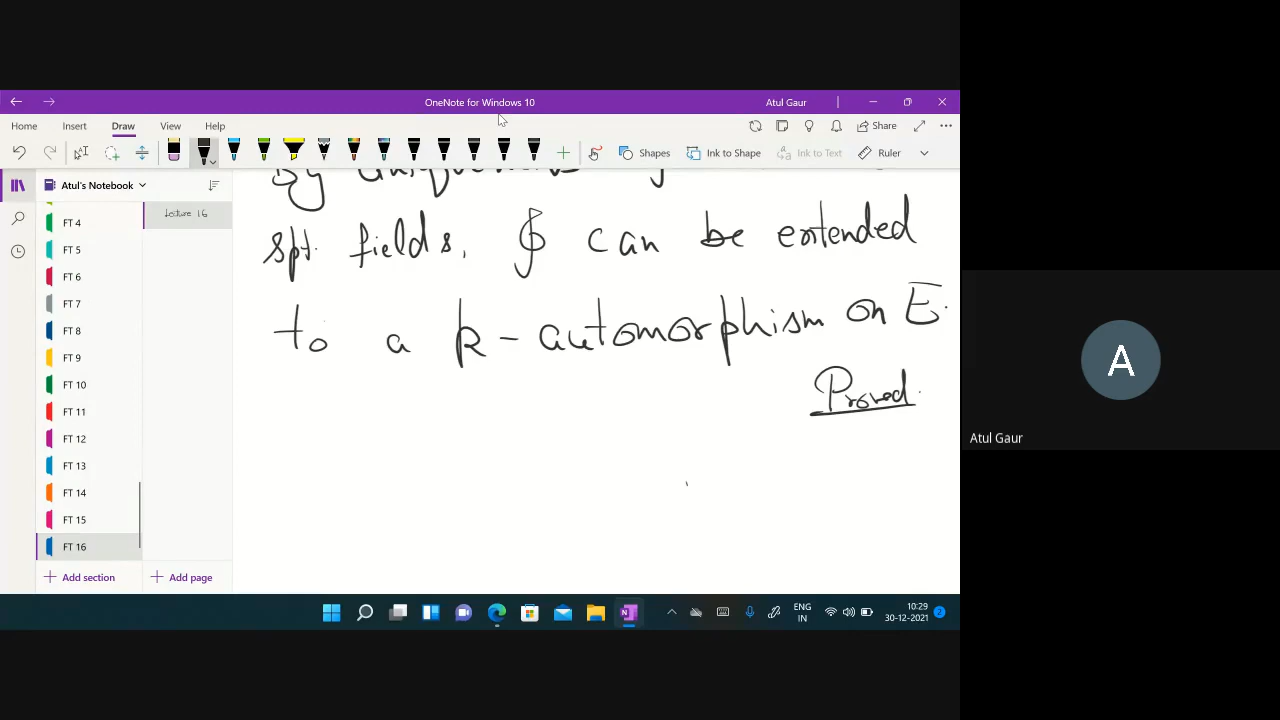 OneNote for Windows 10
Atul Gaur
Home Insert Draw View Help
Share
Shapes Ink to Shape Ink to Text Ruler
Atul's Notebook
Lecture 16
FT 4
FT 5
FT 6
FT 7
FT 8
FT 9
FT 10
FT 11
FT 12
FT 13
FT 14
FT 15
FT 16
Add section Add page
By uniqueness
spt. fields, ϕ can be extended
to a k - automorphism on E.
Proved.
A
Atul Gaur
ENG
IN
10:29
30-12-2021
2